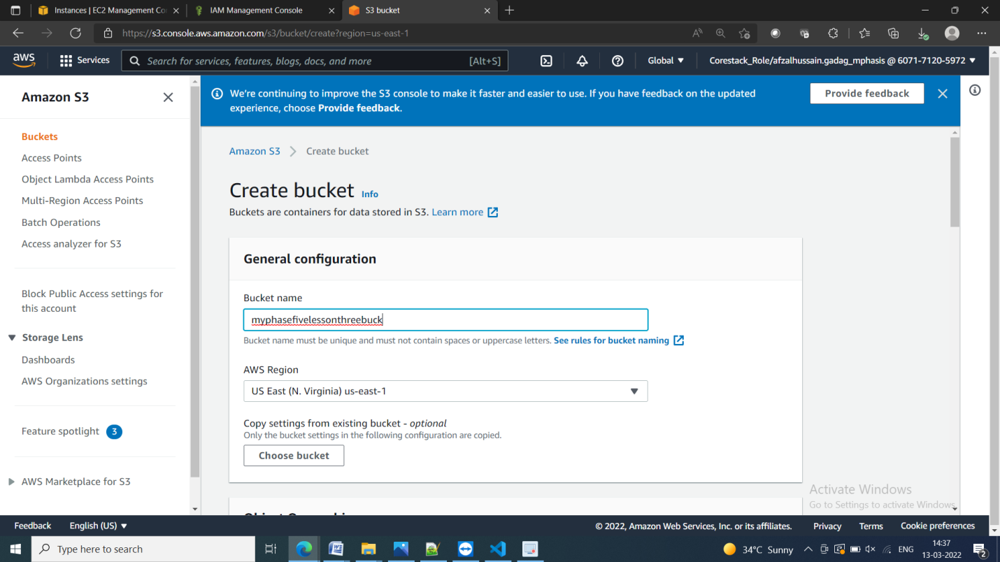 Instances | EC2 Management Co
IAM Management Console
S3 bucket
https://s3.console.aws.amazon.com/s3/bucket/create?region=us-east-1
aws
Services
Search for services, features, blogs, docs, and more
[Alt+S]
Global
Corestack_Role/afzalhussain.gadag_mphasis @ 6071-7120-5972
Amazon S3
Buckets
Access Points
Object Lambda Access Points
Multi-Region Access Points
Batch Operations
Access analyzer for S3
Block Public Access settings for
this account
Storage Lens
Dashboards
AWS Organizations settings
Feature spotlight 3
AWS Marketplace for S3
We're continuing to improve the S3 console to make it faster and easier to use. If you have feedback on the updated
experience, choose Provide feedback.
Provide feedback
Amazon S3
Create bucket
Create bucket Info
Buckets are containers for data stored in S3. Learn more
General configuration
Bucket name
myphasefivelessonthreebuck
Bucket name must be unique and must not contain spaces or uppercase letters. See rules for bucket naming
AWS Region
US East (N. Virginia) us-east-1
Copy settings from existing bucket - optional
Only the bucket settings in the following configuration are copied.
Choose bucket
Activate Windows
Go to Settings to activate Windows.
Feedback
English (US)
© 2022, Amazon Web Services, Inc. or its affiliates.
Privacy
Terms
Cookie preferences
Type here to search
34°C Sunny
ENG
14:37
13-03-2022
2